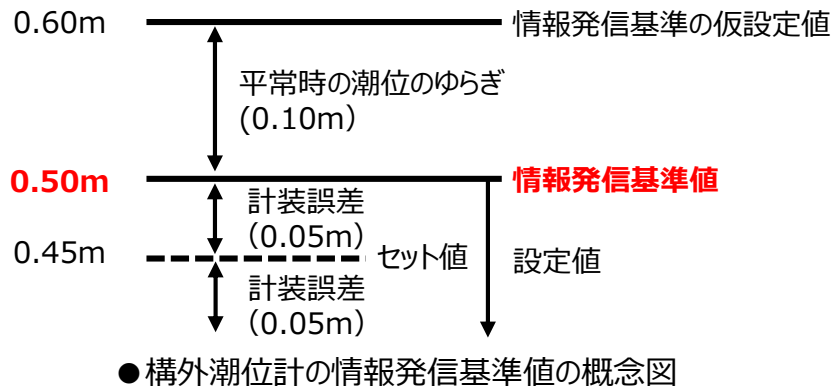 0.60m 情報発信基準の仮設定値
平常時の潮位のゆらぎ
(0.10m）
0.50m 情報発信基準値
計装誤差
（0.05m）
0.45m セット値 設定値
計装誤差
（0.05m）
●構外潮位計の情報発信基準値の概念図